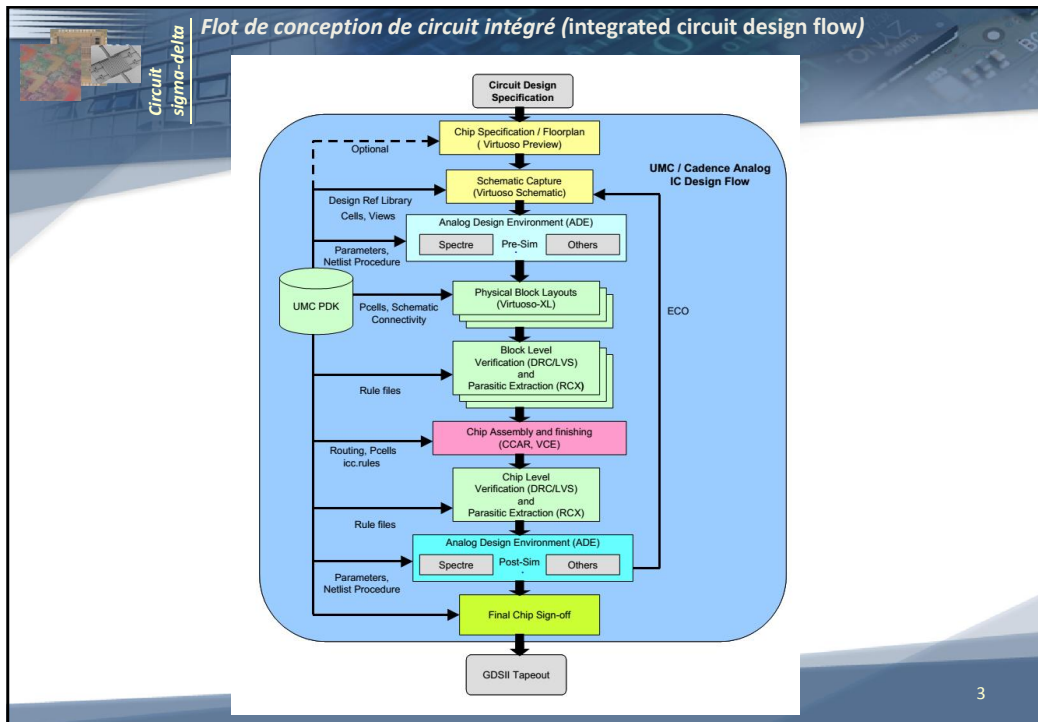 Flot de conception de circuit intégré (integrated circuit design flow)
Circuit
sigma-delta
Circuit Design
Specification
Chip Specification / Floorplan
( Virtuoso Preview)
Optional
UMC / Cadence Analog
IC Design Flow
Schematic Capture
(Virtuoso Schematic)
Design Ref Library
Cells, Views
Analog Design Environment (ADE)
Spectre
Pre-Sim
Others
Parameters,
Netlist Procedure
UMC PDK
Physical Block Layouts
(Virtuoso-XL)
Pcells, Schematic
Connectivity
ECO
Block Level
Verification (DRC/LVS)
and
Parasitic Extraction (RCX)
Rule files
Chip Assembly and finishing
(CCAR, VCE)
Routing, Pcells
icc.rules
Chip Level
Verification (DRC/LVS)
and
Parasitic Extraction (RCX)
Rule files
Analog Design Environment (ADE)
Spectre
Post-Sim
Others
Parameters,
Netlist Procedure
Final Chip Sign-off
GDSII Tapeout
3